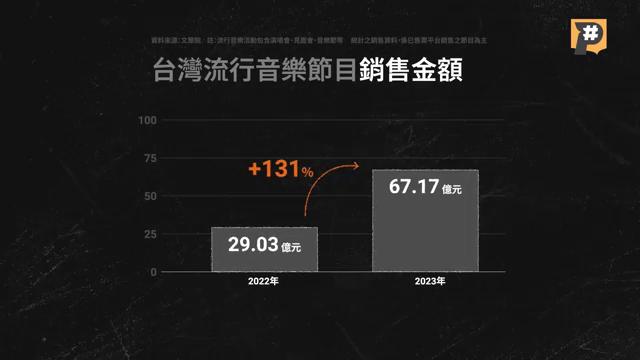 資料來源：文策院　註：流行音樂活動包含演唱會、見面會、音樂節等　統計之銷售資料，係已售票平台銷售之節目為主
P#
台灣流行音樂節目銷售金額
100
75
50
25
0
+131%
67.17 億元
29.03 億元
2022年
2023年